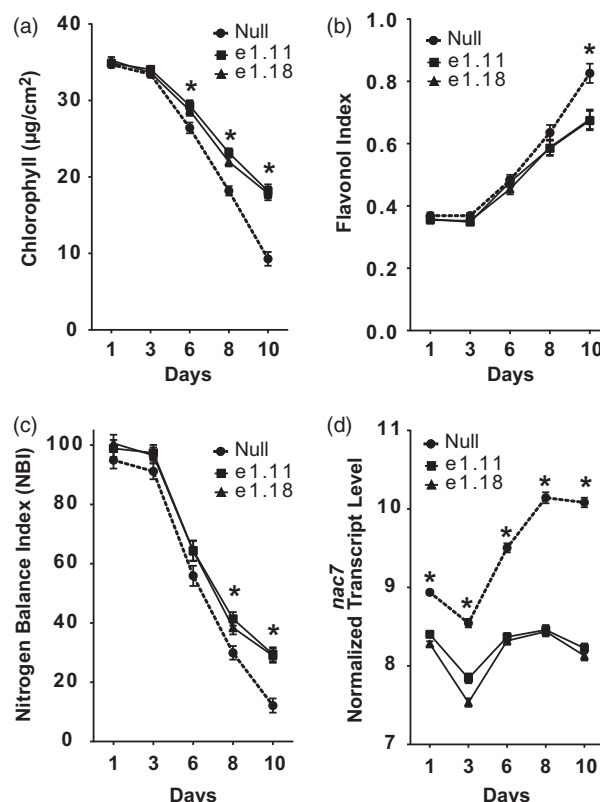 (a)
Null
e1.11
e1.18
Chlorophyll (µg/cm²)
40
30
20
10
0
* * *
1 3 6 8 10
Days
(b)
Null
e1.11
e1.18
Flavonol Index
1.0
0.8
0.6
0.4
0.2
0.0
*
1 3 6 8 10
Days
(c)
Null
e1.11
e1.18
Nitrogen Balance Index (NBI)
100
80
60
40
20
0
* *
1 3 6 8 10
Days
(d)
Null
e1.11
e1.18
nac7
Normalized Transcript Level
11
10
9
8
7
* * * * *
1 3 6 8 10
Days